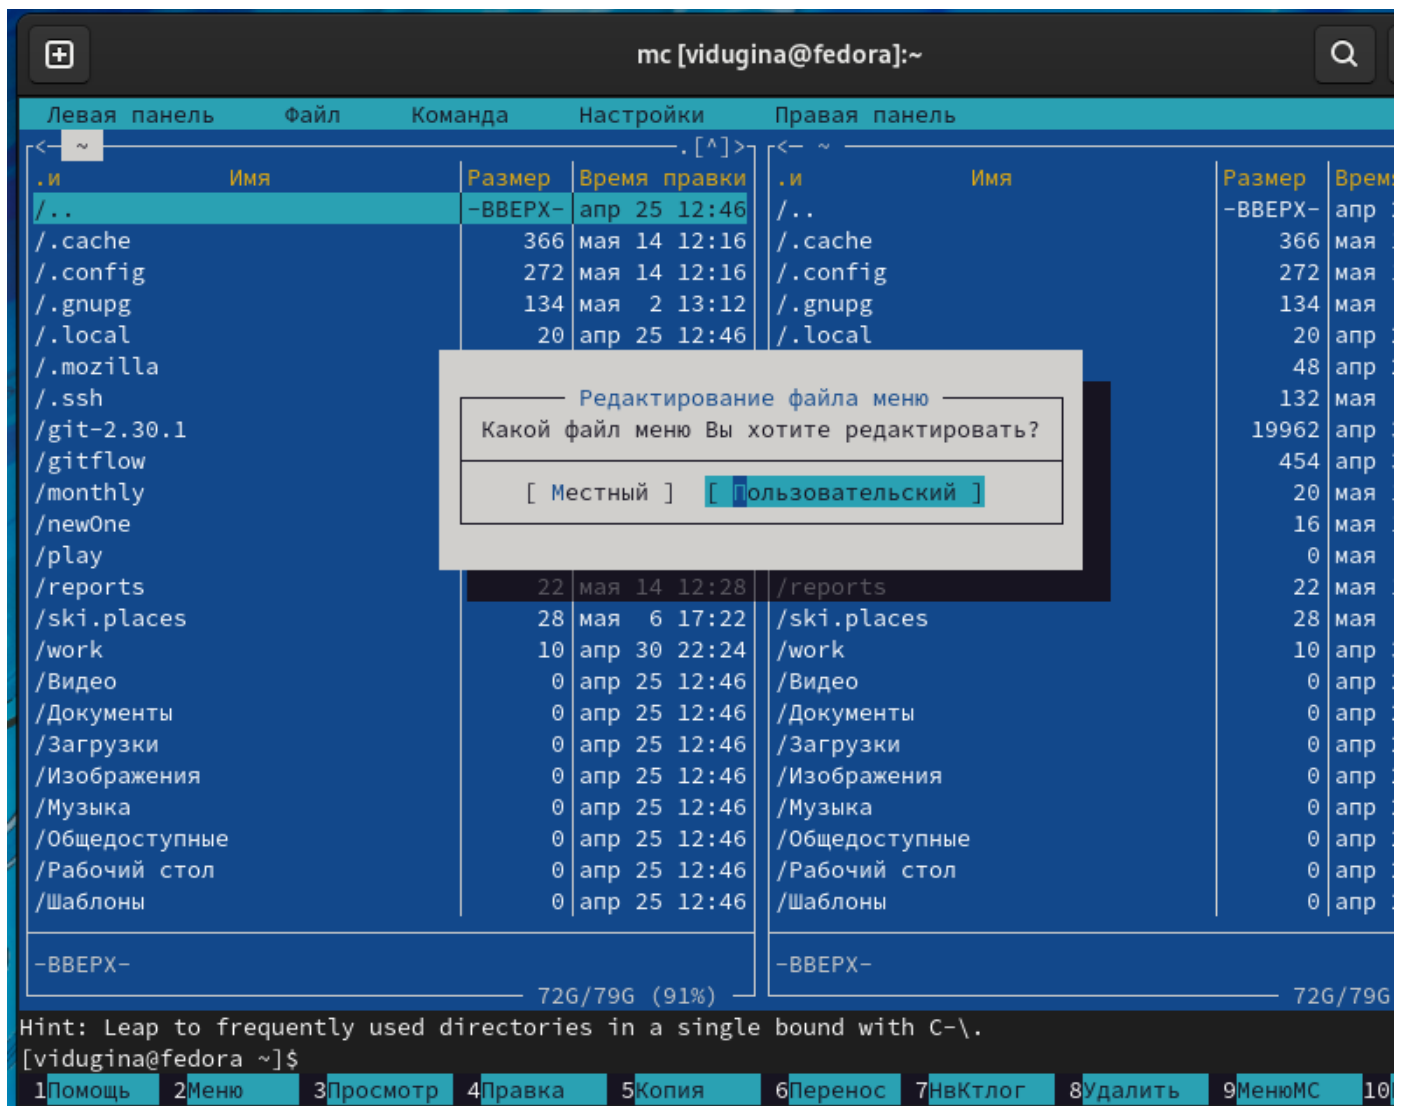 mc [vidugina@fedora]:~
Левая панель Файл Команда Настройки Правая панель
<─ ~ .[^]> <─ ~
.и Имя Размер Время правки .и Имя Размер
/.. -ВВЕРХ- апр 25 12:46 /.. -ВВЕРХ- апр
/.cache 366 мая 14 12:16 /.cache 366 мая
/.config 272 мая 14 12:16 /.config 272 мая
/.gnupg 134 мая 2 13:12 /.gnupg 134 мая
/.local 20 апр 25 12:46 /.local 20 апр
/.mozilla 48 апр
/.ssh Редактирование файла меню 132 мая
/git-2.30.1 Какой файл меню Вы хотите редактировать? 19962 апр
/gitflow 454 апр
/monthly [ Местный ] [ Пользовательский ] 20 мая
/newOne 16 мая
/play 0 мая
/reports 22 мая 14 12:28 /reports 22 мая
/ski.places 28 мая 6 17:22 /ski.places 28 мая
/work 10 апр 30 22:24 /work 10 апр
/Видео 0 апр 25 12:46 /Видео 0 апр
/Документы 0 апр 25 12:46 /Документы 0 апр
/Загрузки 0 апр 25 12:46 /Загрузки 0 апр
/Изображения 0 апр 25 12:46 /Изображения 0 апр
/Музыка 0 апр 25 12:46 /Музыка 0 апр
/Общедоступные 0 апр 25 12:46 /Общедоступные 0 апр
/Рабочий стол 0 апр 25 12:46 /Рабочий стол 0 апр
/Шаблоны 0 апр 25 12:46 /Шаблоны 0 апр
-ВВЕРХ- -ВВЕРХ-
72G/79G (91%) 72G/79G
Hint: Leap to frequently used directories in a single bound with C-\.
[vidugina@fedora ~]$
1Помощь 2Меню 3Просмотр 4Правка 5Копия 6Перенос 7НвКтлог 8Удалить 9МенюМС 10